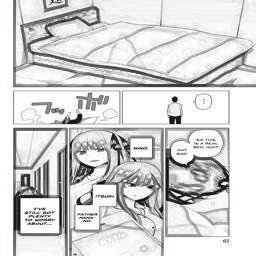 ...
SO THIS
IS A REAL
BED, HUH?
NOT
BAD.
NINO.
ITSUKI.
FATHER
NAKA-
NO.
I'VE
STILL GOT
PLENTY
TO WORRY
ABOUT...
62